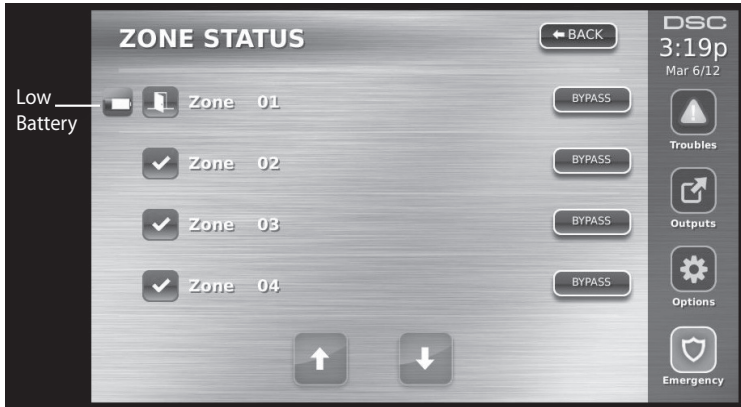 ZONE STATUS
BACK
DSC
3:19p
Mar 6/12
Low
Battery
Zone 01
BYPASS
Troubles
Zone 02
BYPASS
Outputs
Zone 03
BYPASS
Zone 04
BYPASS
Options
Emergency